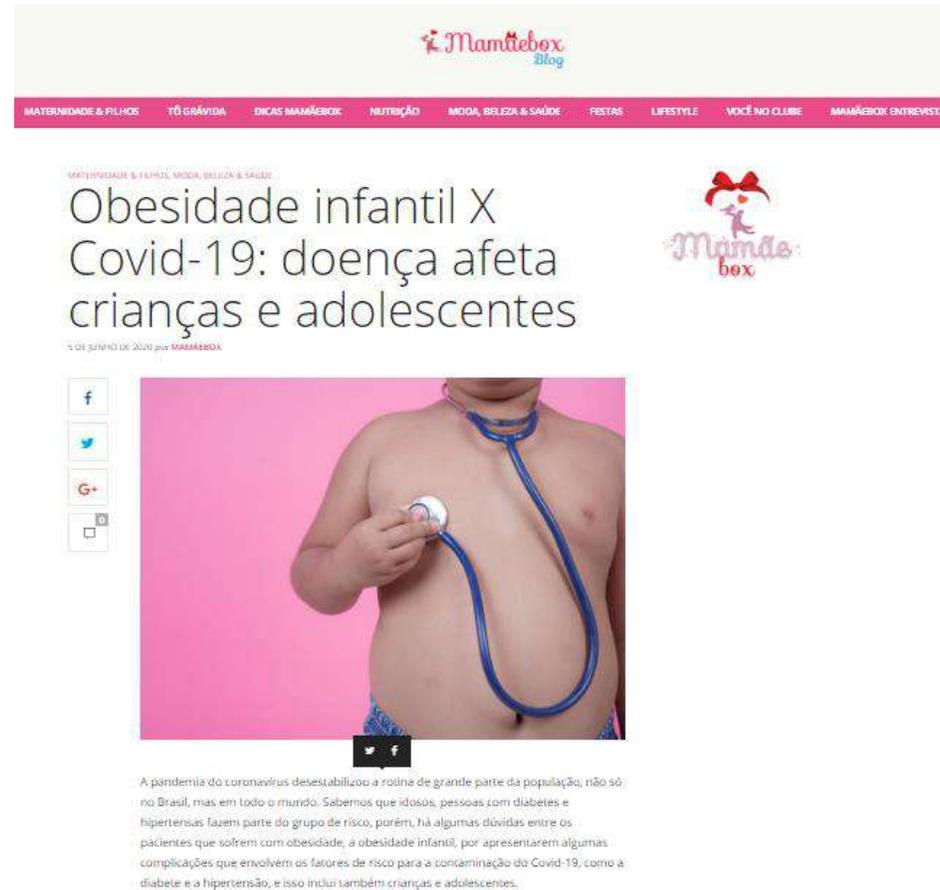 Mamãebox
Blog
MATERNIDADE & FILHOS TÔ GRÁVIDA DICAS MAMÃEBOX NUTRIÇÃO MODA, BELEZA & SAÚDE FESTAS LIFESTYLE VOCÊ NO CLUBE MAMÃEBOX ENTREVIST
MATERNIDADE & FILHOS, MODA, BELEZA & SAÚDE
Obesidade infantil X
Covid-19: doença afeta
crianças e adolescentes
5 DE JUNHO DE 2020 por MAMÃEBOX
Mamãe
box
f
G+
0
f
A pandemia do coronavírus desestabilizou a rotina de grande parte da população, não só
no Brasil, mas em todo o mundo. Sabemos que idosos, pessoas com diabetes e
hipertensas fazem parte do grupo de risco, porém, há algumas dúvidas entre os
pacientes que sofrem com obesidade, a obesidade infantil, por apresentarem algumas
complicações que envolvem os fatores de risco para a contaminação do Covid-19, como a
diabete e a hipertensão, e isso inclui também crianças e adolescentes.